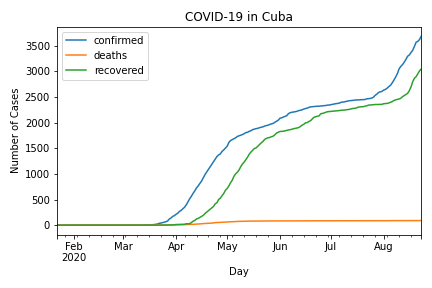 COVID-19 in Cuba
confirmed
deaths
recovered
Number of Cases
3500
3000
2500
2000
1500
1000
500
0
Feb Mar Apr May Jun Jul Aug
2020
Day